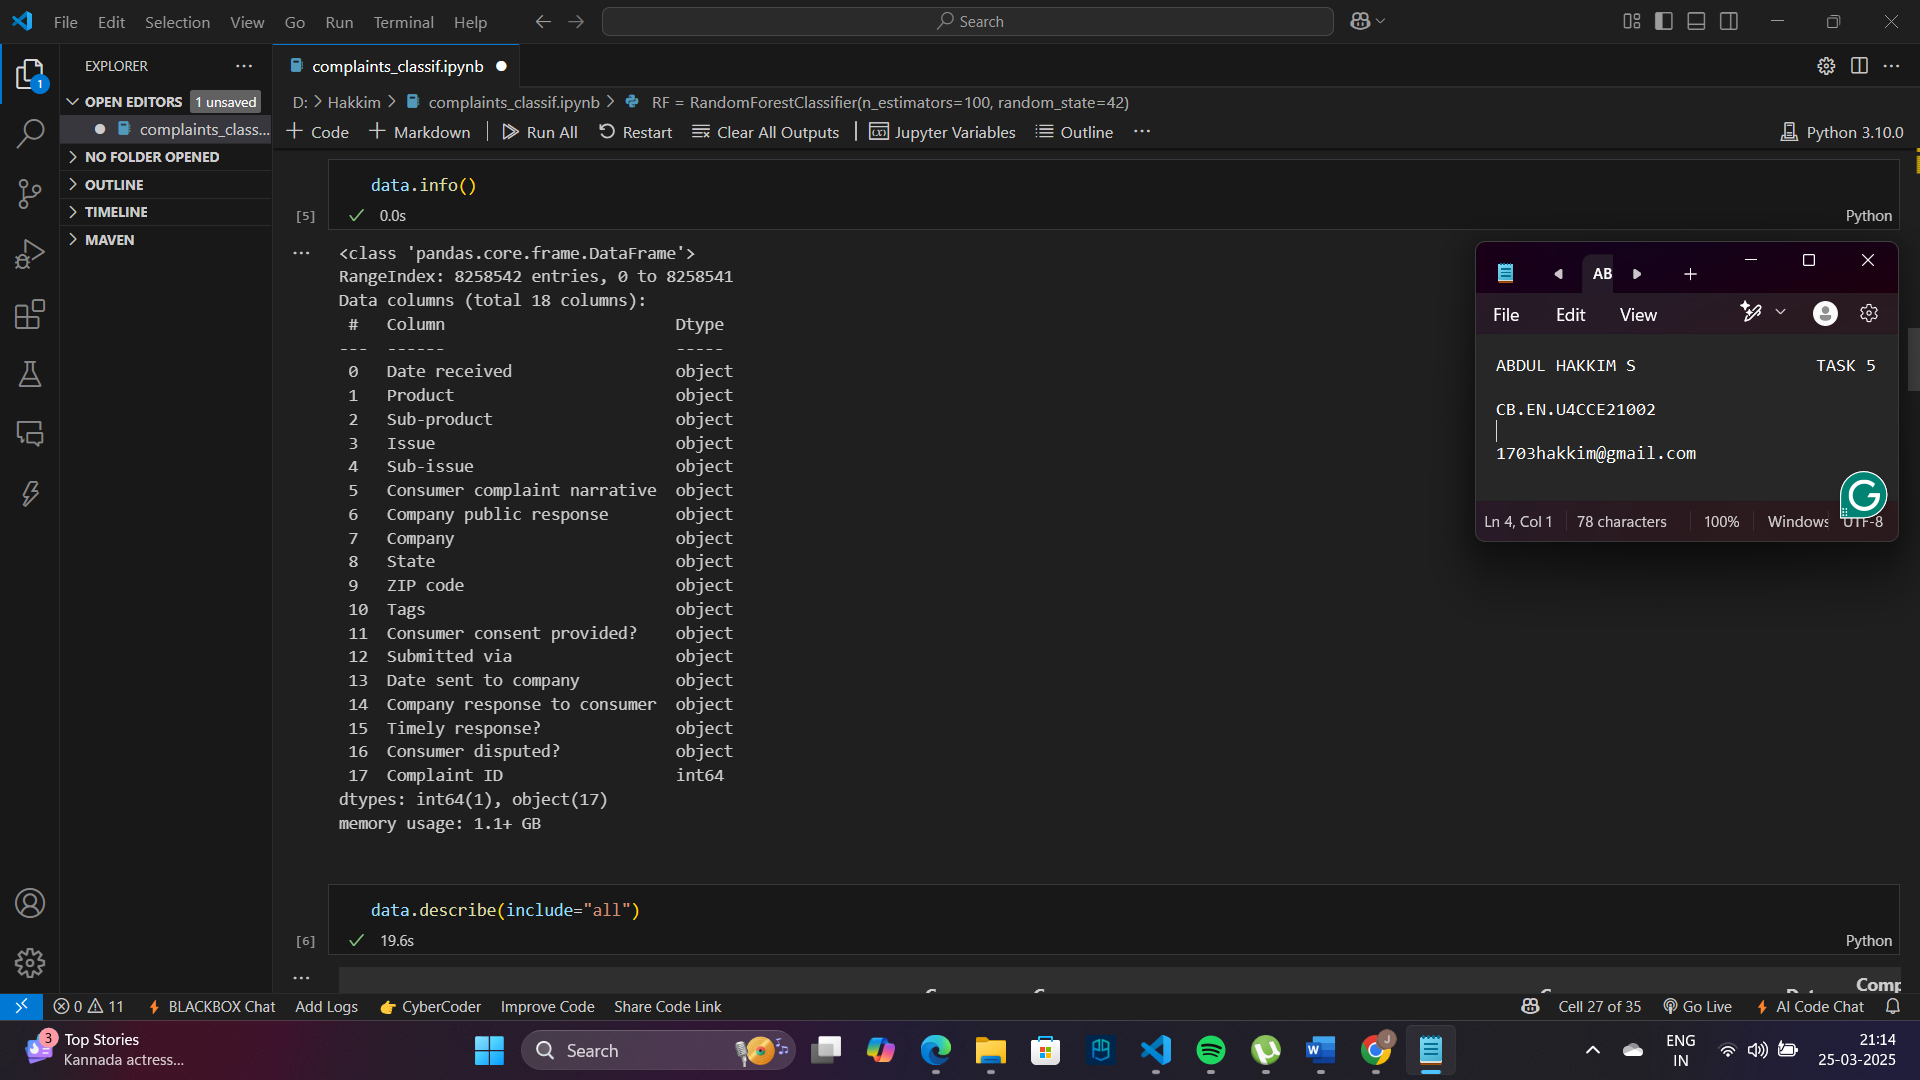 File Edit Selection View Go Run Terminal Help
Search
EXPLORER
OPEN EDITORS 1 unsaved
complaints_class...
NO FOLDER OPENED
OUTLINE
TIMELINE
MAVEN
1
complaints_classif.ipynb
D: > Hakkim > complaints_classif.ipynb > RF = RandomForestClassifier(n_estimators=100, random_state=42)
+ Code + Markdown | Run All Restart Clear All Outputs | Jupyter Variables Outline ...
Python 3.10.0
data.info()
[5] ✓ 0.0s
Python
<class 'pandas.core.frame.DataFrame'>
RangeIndex: 8258542 entries, 0 to 8258541
Data columns (total 18 columns):
# Column Dtype
--- ------ -----
0 Date received object
1 Product object
2 Sub-product object
3 Issue object
4 Sub-issue object
5 Consumer complaint narrative object
6 Company public response object
7 Company object
8 State object
9 ZIP code object
10 Tags object
11 Consumer consent provided? object
12 Submitted via object
13 Date sent to company object
14 Company response to consumer object
15 Timely response? object
16 Consumer disputed? object
17 Complaint ID int64
dtypes: int64(1), object(17)
memory usage: 1.1+ GB
data.describe(include="all")
[6] ✓ 19.6s
Python
AB
File Edit View
ABDUL HAKKIM S TASK 5
CB.EN.U4CCE21002
1703hakkim@gmail.com
Ln 4, Col 1 78 characters 100% Windows UTF-8
0 11 BLACKBOX Chat Add Logs CyberCoder Improve Code Share Code Link
Cell 27 of 35 Go Live AI Code Chat
3
Top Stories
Kannada actress...
Search
ENG
IN
21:14
25-03-2025